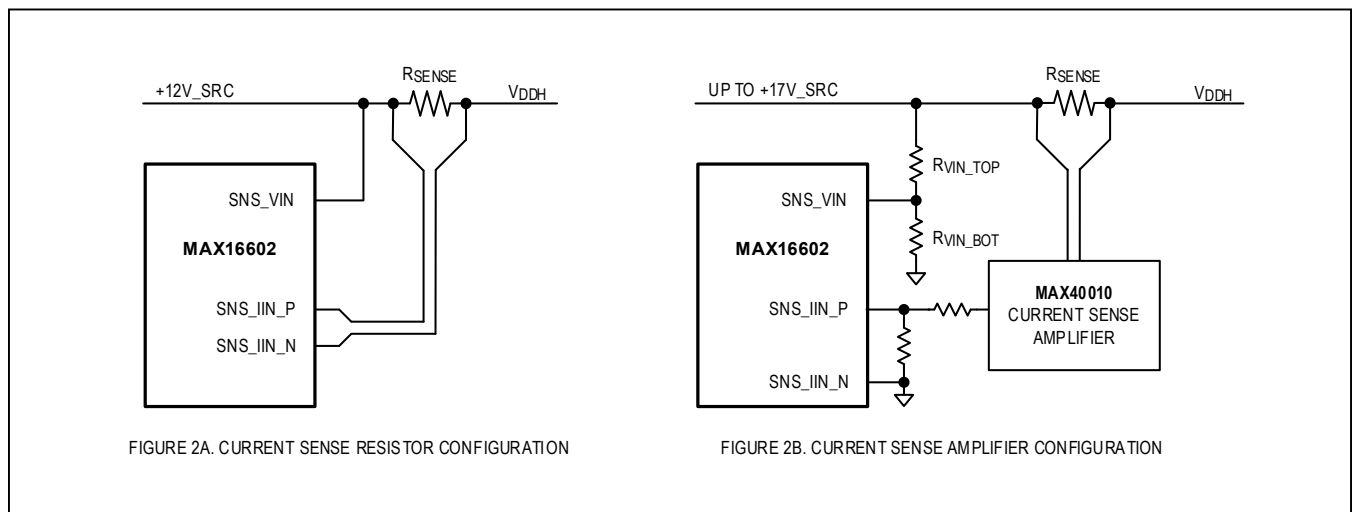 +12V_SRC
RSENSE
VDDH
SNS_VIN
MAX16602
SNS_IIN_P
SNS_IIN_N
FIGURE 2A. CURRENT SENSE RESISTOR CONFIGURATION
UP TO +17V_SRC
RSENSE
VDDH
RVIN_TOP
SNS_VIN
RVIN_BOT
MAX16602
SNS_IIN_P
SNS_IIN_N
MAX40010
CURRENT SENSE
AMPLIFIER
FIGURE 2B. CURRENT SENSE AMPLIFIER CONFIGURATION